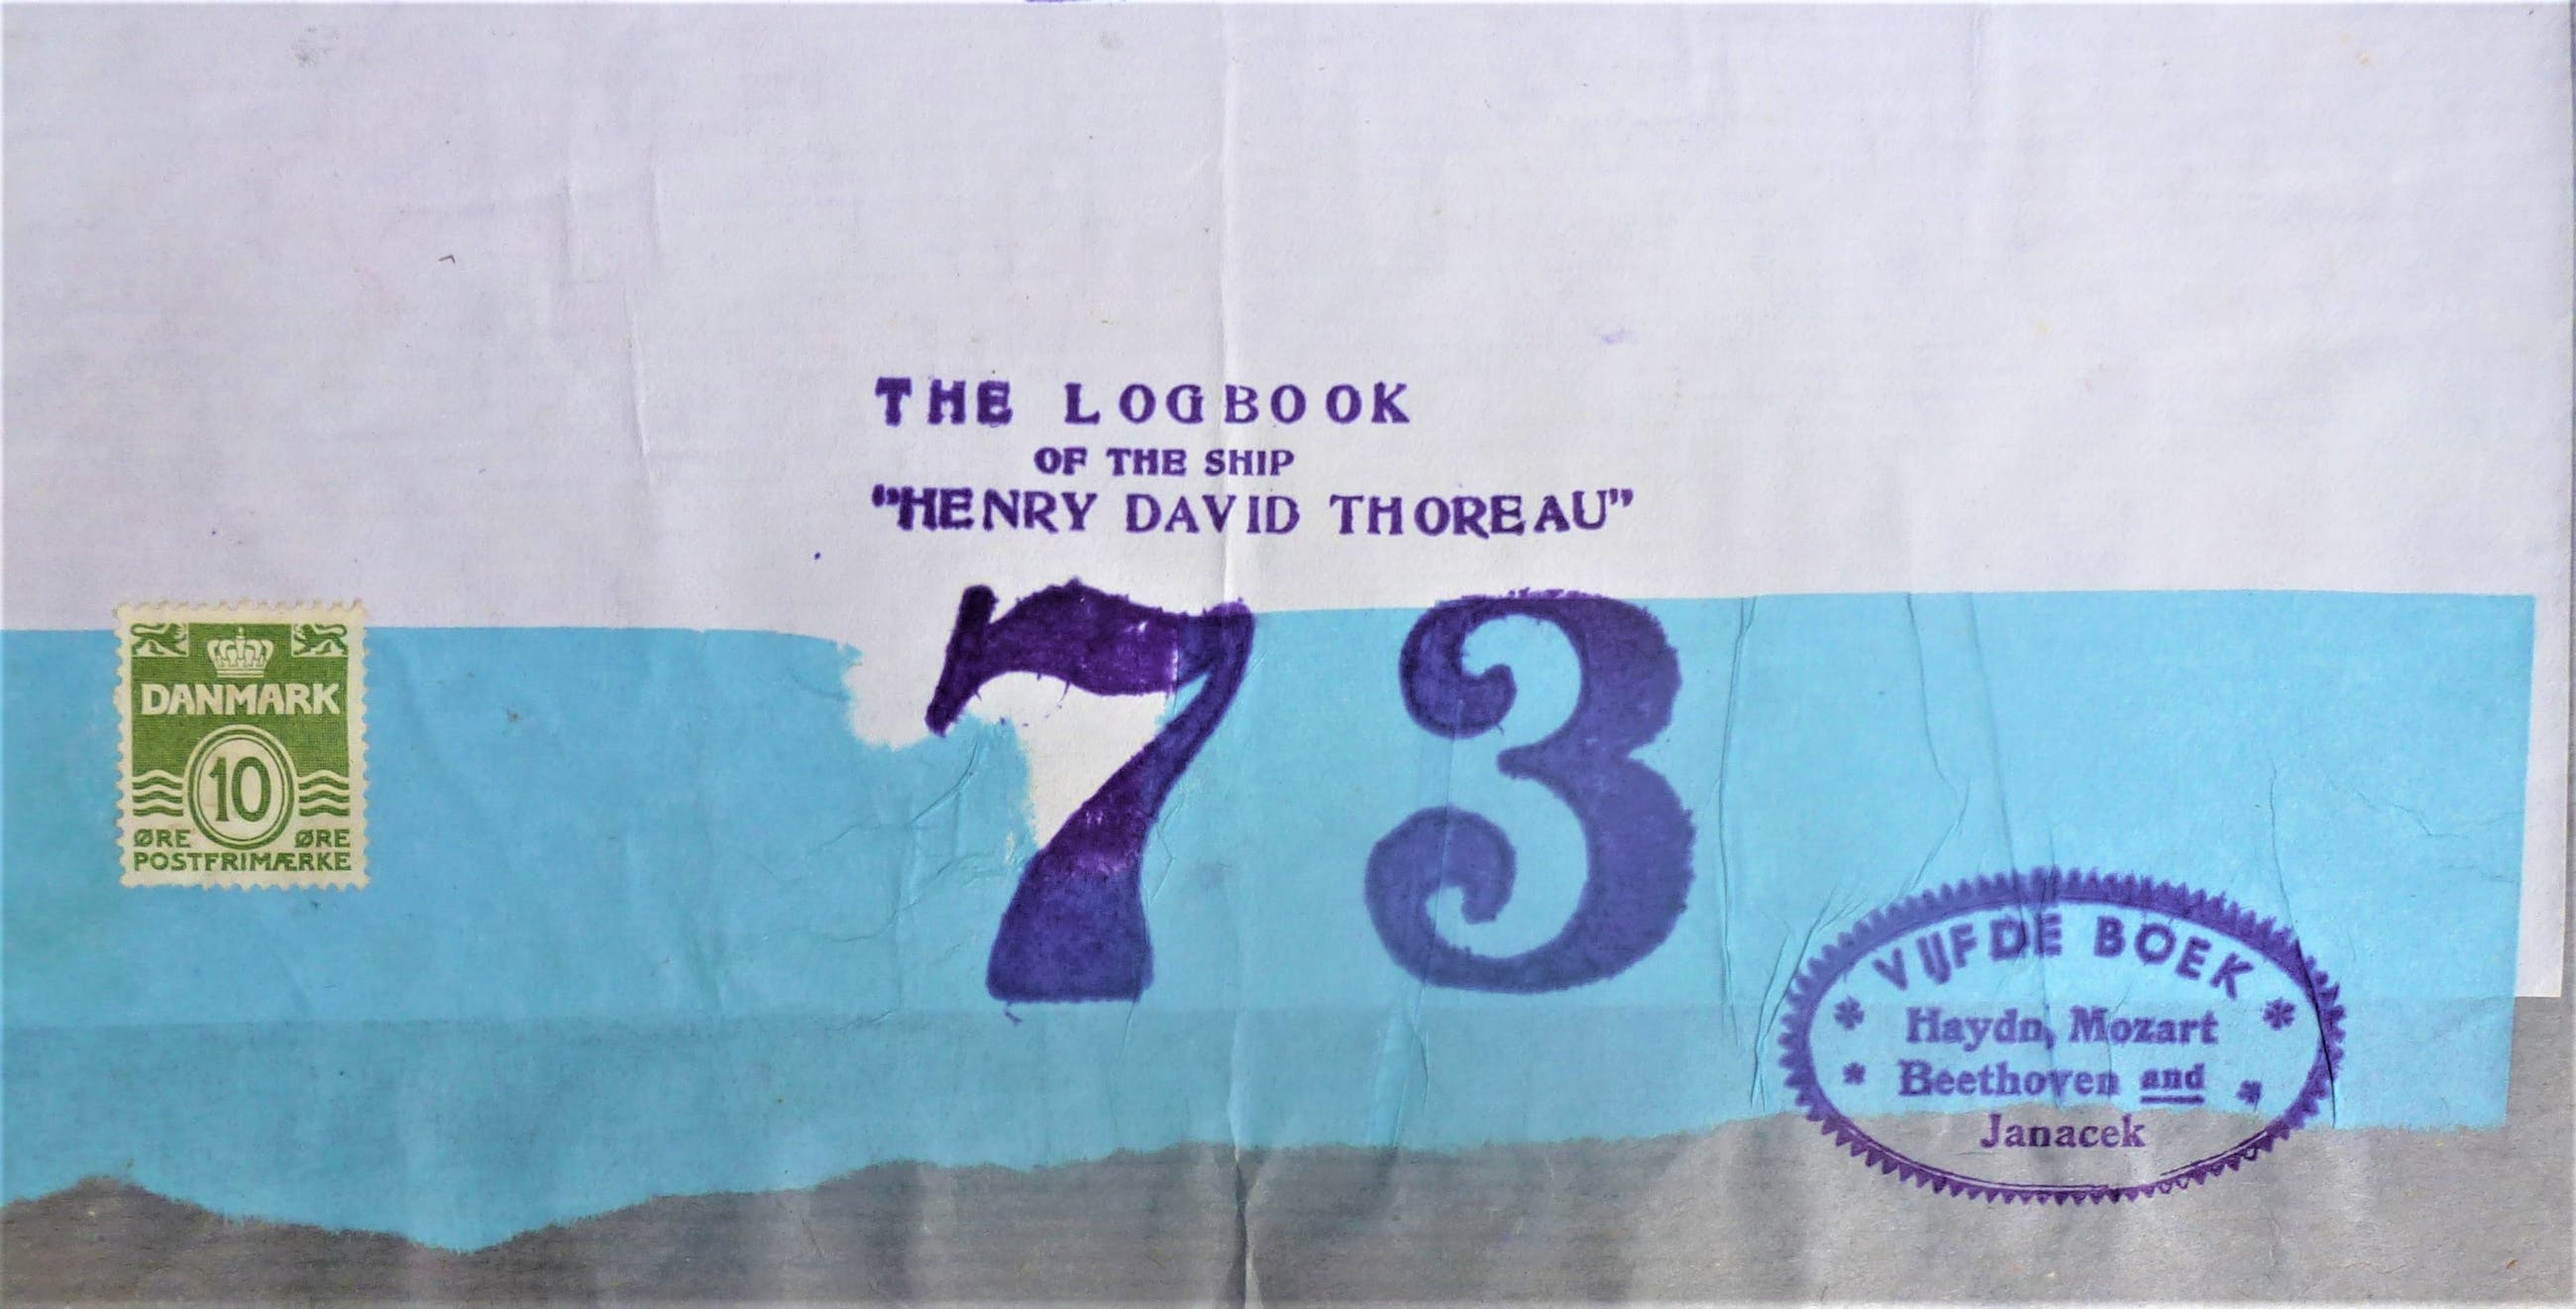 THE LOGBOOK
OF THE SHIP
"HENRY DAVID THOREAU"
73
DANMARK
10
ØRE ØRE
POSTFRIMÆRKE
VIJFDE BOEK
* Haydn, Mozart *
* Beethoven and *
Janacek